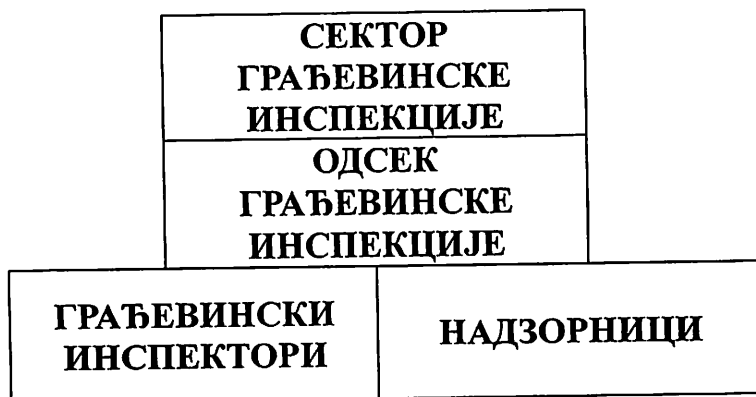 СЕКТОР
ГРАЂЕВИНСКЕ
ИНСПЕКЦИЈЕ
ОДСЕК
ГРАЂЕВИНСКЕ
ИНСПЕКЦИЈЕ
ГРАЂЕВИНСКИ
ИНСПЕКТОРИ
НАДЗОРНИЦИ